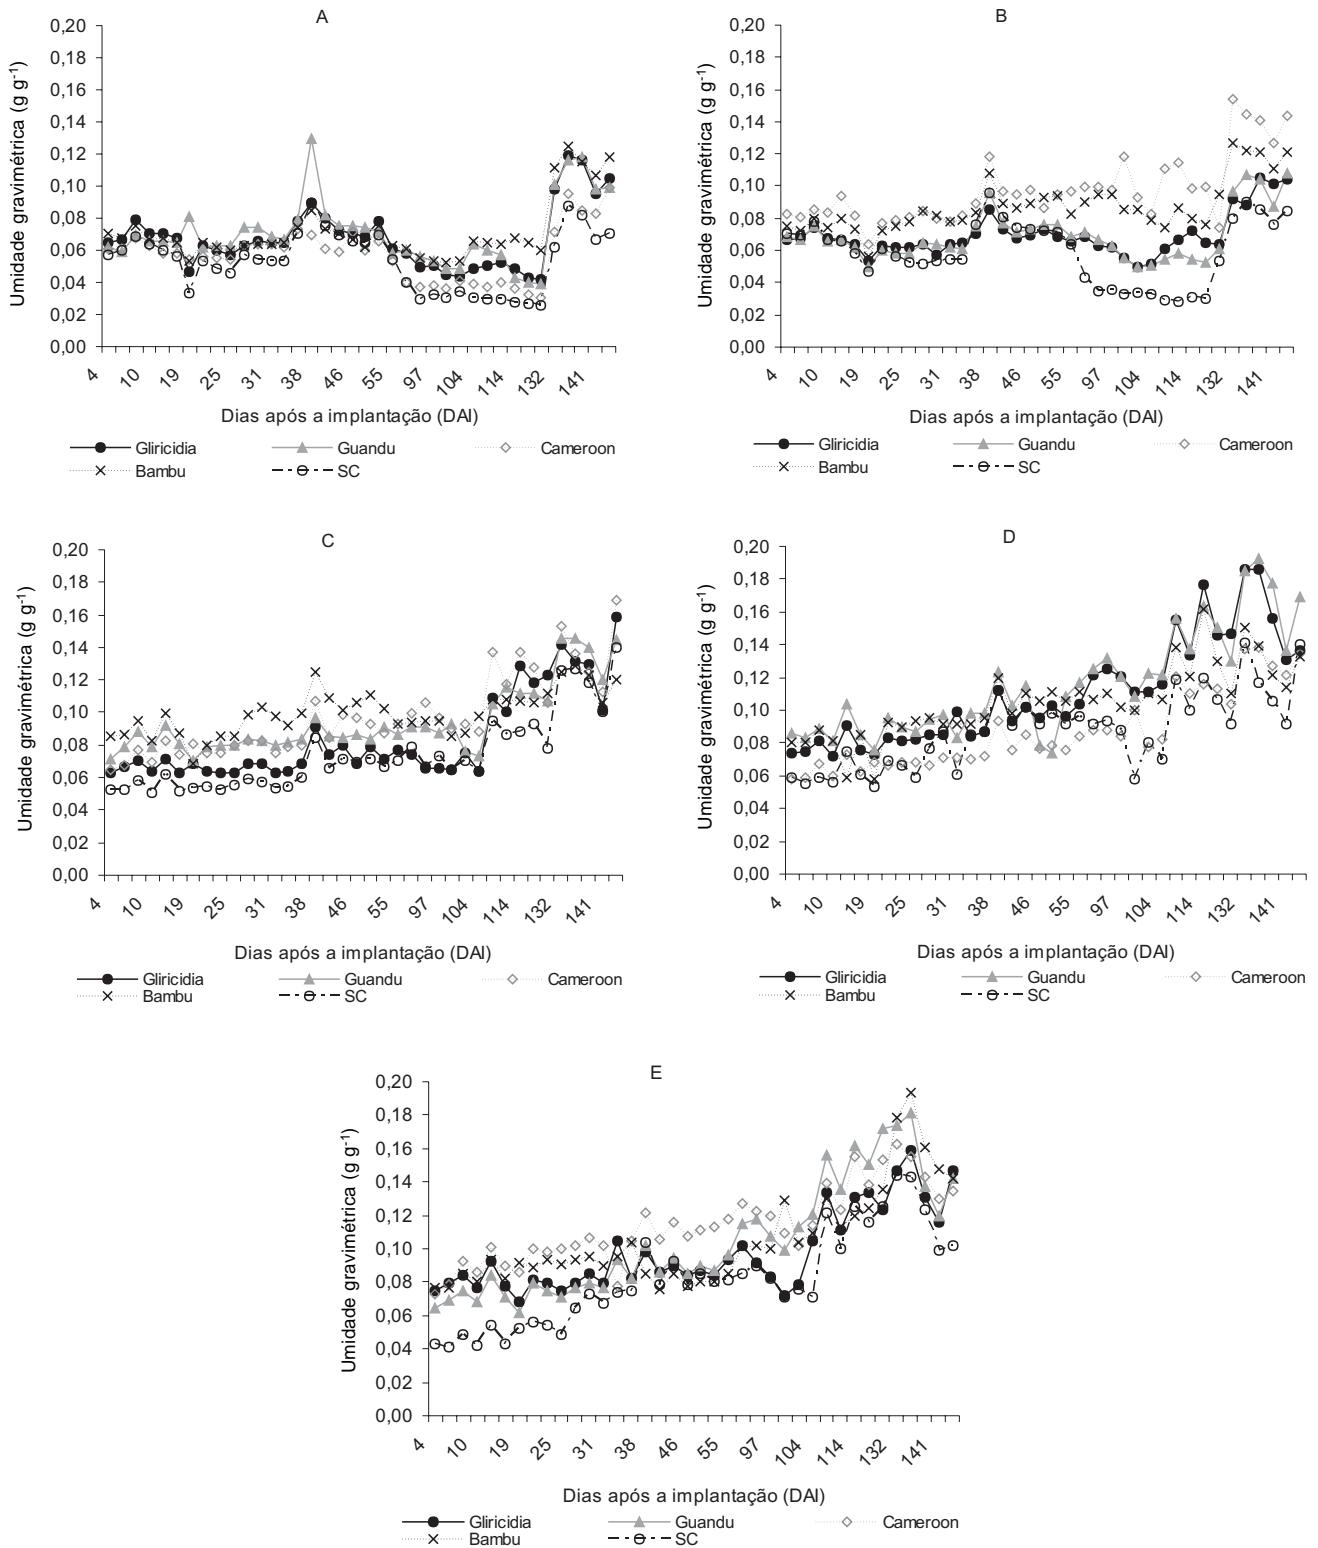 A
Umidade gravimétrica (g g-1)
0,20
0,18
0,16
0,14
0,12
0,10
0,08
0,06
0,04
0,02
0,00
4 10 19 25 31 38 46 55 97 104 114 132 141
Dias após a implantação (DAI)
Gliricidia Guandu Cameroon
Bambu SC
B
Umidade gravimétrica (g g-1)
0,20
0,18
0,16
0,14
0,12
0,10
0,08
0,06
0,04
0,02
0,00
4 10 19 25 31 38 46 55 97 104 114 132 141
Dias após a implantação (DAI)
Gliricidia Guandu Cameroon
Bambu SC
C
Umidade gravimétrica (g g-1)
0,20
0,18
0,16
0,14
0,12
0,10
0,08
0,06
0,04
0,02
0,00
4 10 19 25 31 38 46 55 97 104 114 132 141
Dias após a implantação (DAI)
Gliricidia Guandu Cameroon
Bambu SC
D
Umidade gravimétrica (g g-1)
0,20
0,18
0,16
0,14
0,12
0,10
0,08
0,06
0,04
0,02
0,00
4 10 19 25 31 38 46 55 97 104 114 132 141
Dias após a implantação (DAI)
Gliricidia Guandu Cameroon
Bambu SC
E
Umidade gravimétrica (g g-1)
0,20
0,18
0,16
0,14
0,12
0,10
0,08
0,06
0,04
0,02
0,00
4 10 19 25 31 38 46 55 97 104 114 132 141
Dias após a implantação (DAI)
Gliricidia Guandu Cameroon
Bambu SC